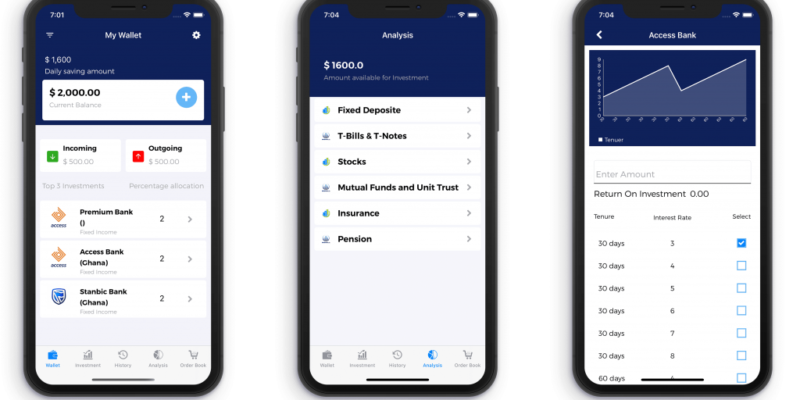 7:01
My Wallet
$ 1,600
Daily saving amount
$ 2,000.00
Current Balance
Incoming
$ 500.00
Outgoing
$ 500.00
Top 3 Investments
Percentage allocation
Premium Bank
()
Fixed Income
2
access
Access Bank
(Ghana)
Fixed Income
2
access
Stanbic Bank
(Ghana)
Fixed Income
2
Wallet
Investment
History
Analysis
Order Book
7:04
Analysis
$ 1600.0
Amount available for Investment
Fixed Deposite
T-Bills & T-Notes
Stocks
Mutual Funds and Unit Trust
Insurance
Pension
Wallet
Investment
History
Analysis
Order Book
7:04
Access Bank
9
8
7
6
5
4
3
2
1
0
Tenuer
Enter Amount
Return On Investment 0.00
Tenure Interest Rate Select
30 days 3
30 days 4
30 days 5
30 days 6
30 days 7
30 days 8
60 days